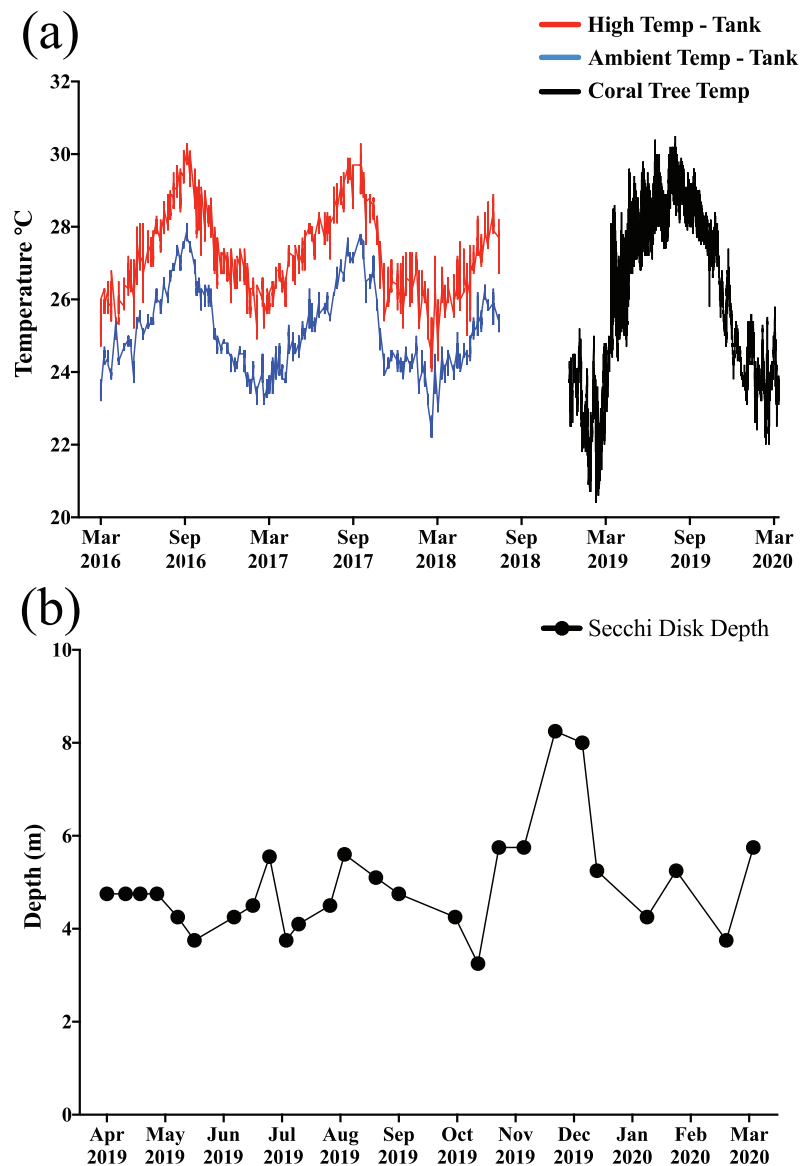 (a)
High Temp - Tank
Ambient Temp - Tank
Coral Tree Temp
Temperature °C
32
30
28
26
24
22
20
Mar Sep Mar Sep Mar Sep Mar Sep Mar
2016 2016 2017 2017 2018 2018 2019 2019 2020
(b)
Secchi Disk Depth
Depth (m)
10
8
6
4
2
0
Apr May Jun Jul Aug Sep Oct Nov Dec Jan Feb Mar
2019 2019 2019 2019 2019 2019 2019 2019 2019 2020 2020 2020